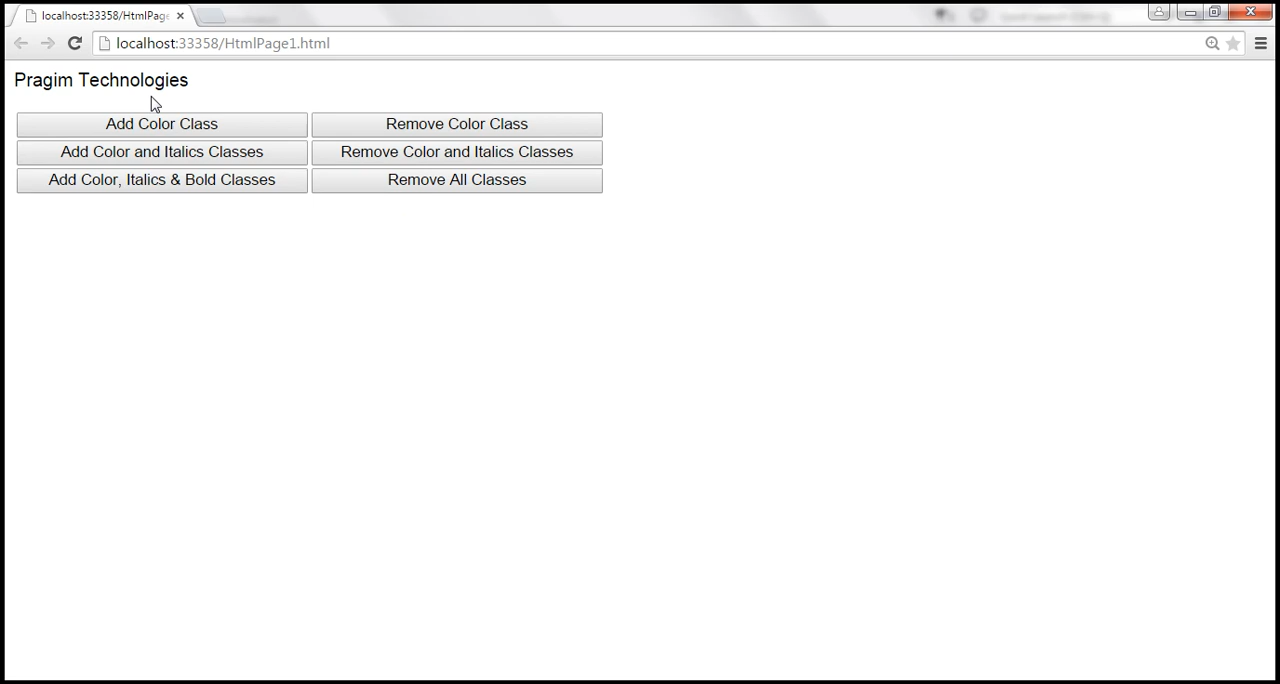 localhost:33358/HtmlPage
localhost:33358/HtmlPage1.html
Pragim Technologies
Add Color Class
Remove Color Class
Add Color and Italics Classes
Remove Color and Italics Classes
Add Color, Italics & Bold Classes
Remove All Classes